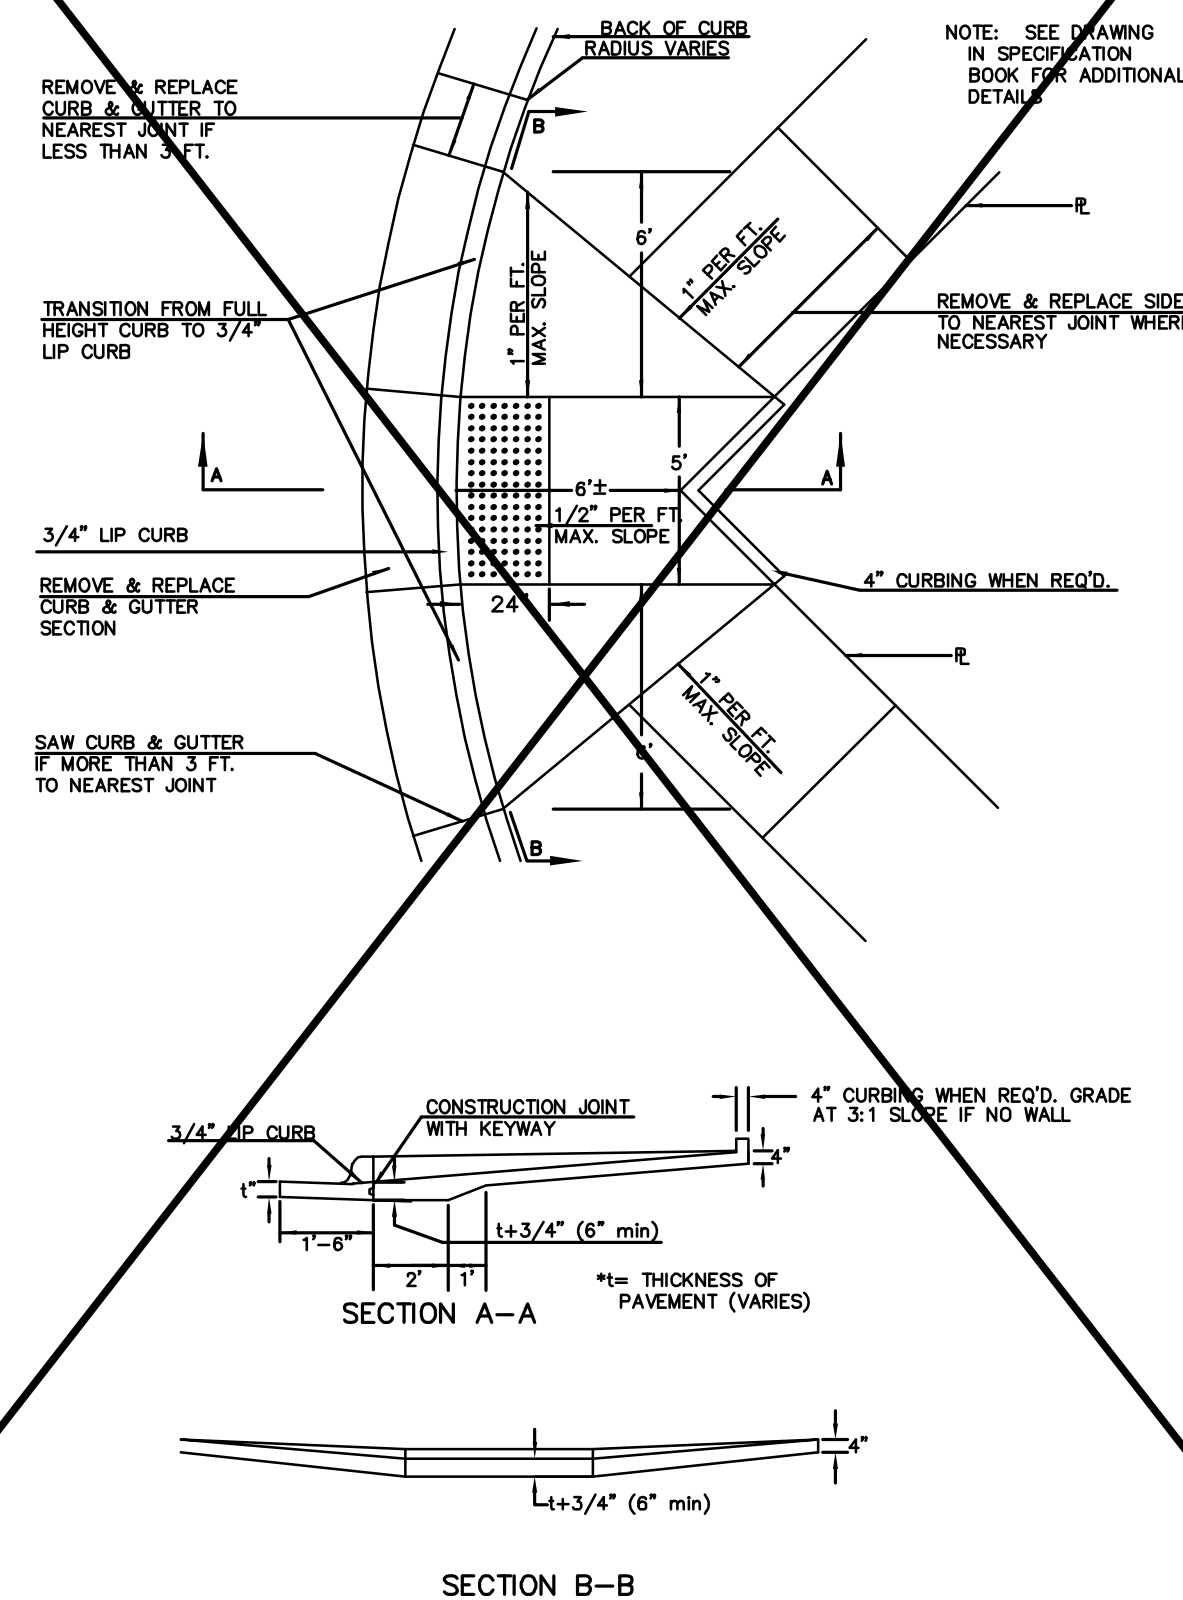 BACK OF CURB
RADIUS VARIES
NOTE: SEE DRAWING
IN SPECIFICATION
BOOK FOR ADDITIONAL
DETAILS
REMOVE & REPLACE
CURB & GUTTER TO
NEAREST JOINT IF
LESS THAN 3 FT.
B
6'
1" PER FT.
MAX. SLOPE
1" PER FT.
MAX. SLOPE
PL
TRANSITION FROM FULL
HEIGHT CURB TO 3/4"
LIP CURB
REMOVE & REPLACE SIDE
TO NEAREST JOINT WHERE
NECESSARY
A
5'
A
6'±
1/2" PER FT.
MAX. SLOPE
3/4" LIP CURB
REMOVE & REPLACE
CURB & GUTTER
SECTION
24"
4" CURBING WHEN REQ'D.
PL
1" PER FT.
MAX. SLOPE
6'
SAW CURB & GUTTER
IF MORE THAN 3 FT.
TO NEAREST JOINT
B
4" CURBING WHEN REQ'D. GRADE
AT 3:1 SLOPE IF NO WALL
CONSTRUCTION JOINT
WITH KEYWAY
3/4" LIP CURB
4"
t"
1'-6"
t+3/4" (6" min)
2'
1'
*t= THICKNESS OF
PAVEMENT (VARIES)
SECTION A-A
4"
t+3/4" (6" min)
SECTION B-B